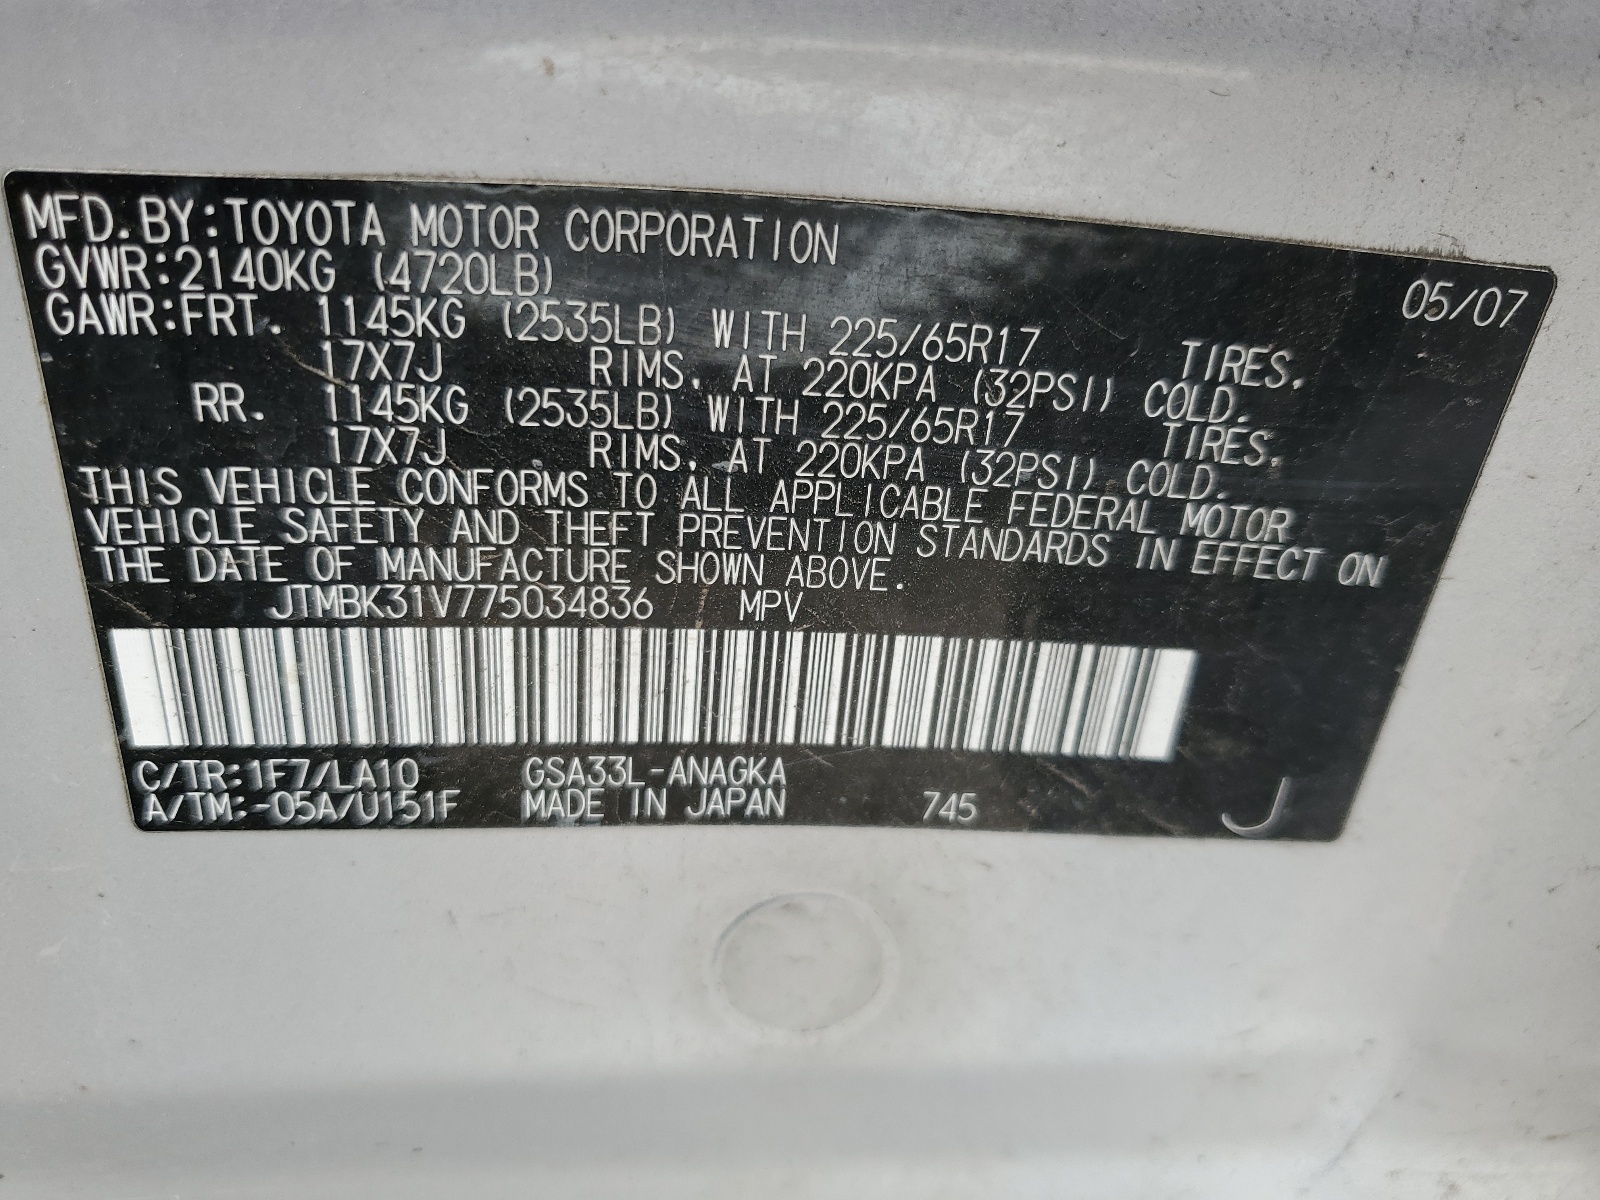 MFD. BY: TOYOTA MOTOR CORPORATION 05/07
GVWR: 2140KG (4720LB)
GAWR: FRT. 1145KG (2535LB) WITH 225/65R17 TIRES,
17X7J RIMS, AT 220KPA (32PSI) COLD.
RR. 1145KG (2535LB) WITH 225/65R17 TIRES,
17X7J RIMS, AT 220KPA (32PSI) COLD.
THIS VEHICLE CONFORMS TO ALL APPLICABLE FEDERAL MOTOR
VEHICLE SAFETY AND THEFT PREVENTION STANDARDS IN EFFECT ON
THE DATE OF MANUFACTURE SHOWN ABOVE.
JTMBK31V775034836 MPV
C/TR: 1F7/LA10 GSA33L-ANAGKA
A/TM: -05A/U151F MADE IN JAPAN 745 J